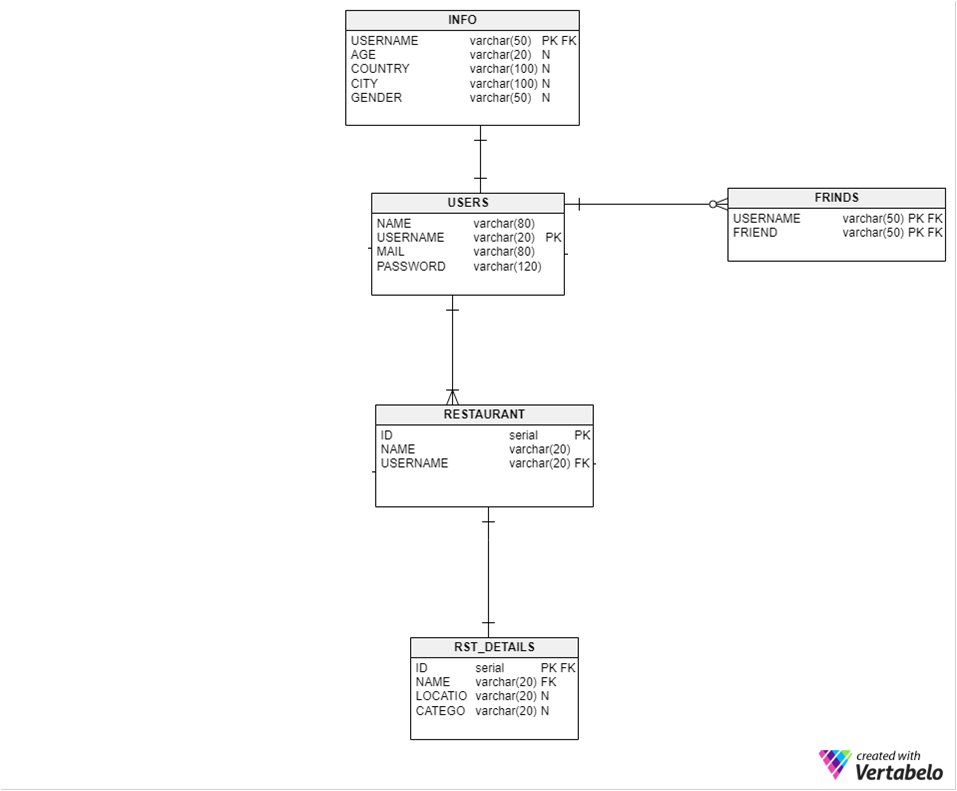 INFO
USERNAME varchar(50) PK FK
AGE varchar(20) N
COUNTRY varchar(100) N
CITY varchar(100) N
GENDER varchar(50) N
USERS
NAME varchar(80)
USERNAME varchar(20) PK
MAIL varchar(80)
PASSWORD varchar(120)
FRINDS
USERNAME varchar(50) PK FK
FRIEND varchar(50) PK FK
RESTAURANT
ID serial PK
NAME varchar(20)
USERNAME varchar(20) FK
RST_DETAILS
ID serial PK FK
NAME varchar(20) FK
LOCATIO varchar(20) N
CATEGO varchar(20) N
created with
Vertabelo